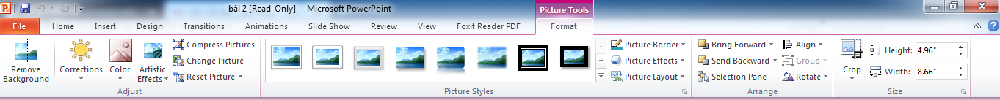 bài 2 [Read-Only] - Microsoft PowerPoint
Picture Tools
File Home Insert Design Transitions Animations Slide Show Review View Foxit Reader PDF Format
Remove Background
Corrections
Color
Artistic Effects
Compress Pictures
Change Picture
Reset Picture
Adjust
Picture Border
Picture Effects
Picture Layout
Picture Styles
Bring Forward
Send Backward
Selection Pane
Align
Group
Rotate
Arrange
Crop
Height: 4.96"
Width: 8.66"
Size